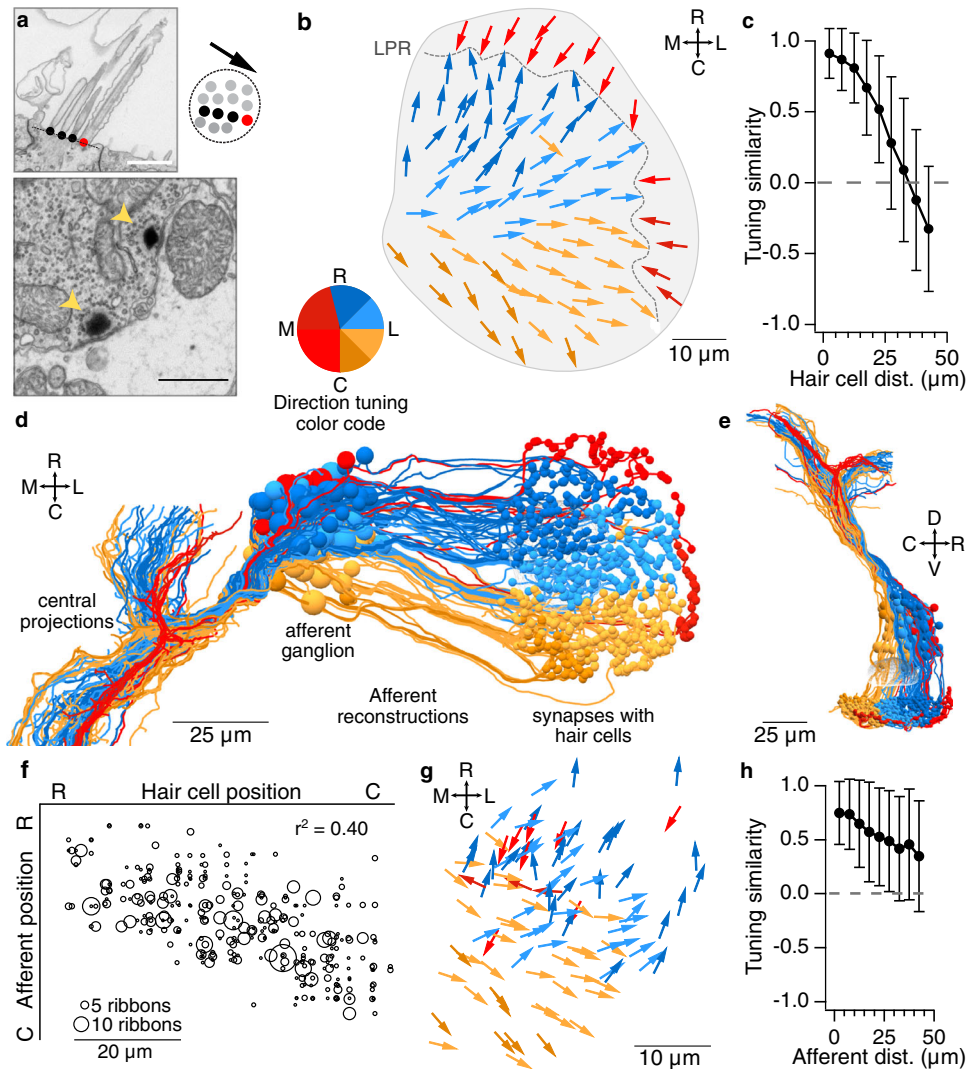 a
b
R
M L
C
LPR
10 µm
R
M L
C
Direction tuning
color code
c
1.0
0.5
0.0
-0.5
-1.0
Tuning similarity
0 25 50
Hair cell dist. (µm)
d
R
M L
C
central
projections
afferent
ganglion
Afferent
reconstructions
synapses with
hair cells
25 µm
e
D
C R
V
25 µm
f
R Hair cell position C
R
Afferent position
C
r² = 0.40
5 ribbons
10 ribbons
20 µm
g
R
M L
C
10 µm
h
1.0
0.5
0.0
-0.5
-1.0
Tuning similarity
0 25 50
Afferent dist. (µm)